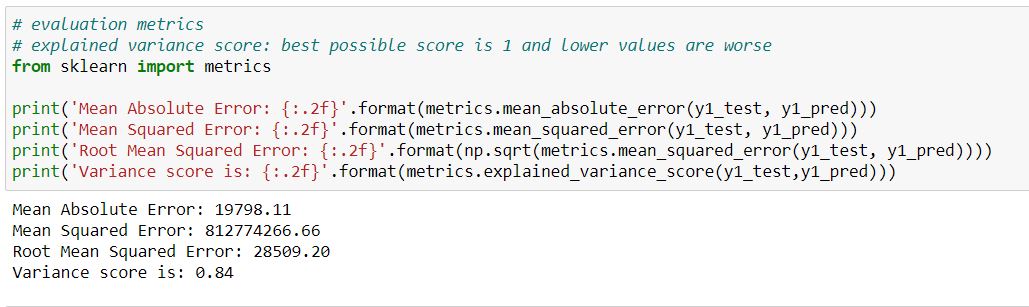 # evaluation metrics
# explained variance score: best possible score is 1 and lower values are worse
from sklearn import metrics
print('Mean Absolute Error: {:.2f}'.format(metrics.mean_absolute_error(y1_test, y1_pred)))
print('Mean Squared Error: {:.2f}'.format(metrics.mean_squared_error(y1_test, y1_pred)))
print('Root Mean Squared Error: {:.2f}'.format(np.sqrt(metrics.mean_squared_error(y1_test, y1_pred))))
print('Variance score is: {:.2f}'.format(metrics.explained_variance_score(y1_test,y1_pred)))
Mean Absolute Error: 19798.11
Mean Squared Error: 812774266.66
Root Mean Squared Error: 28509.20
Variance score is: 0.84